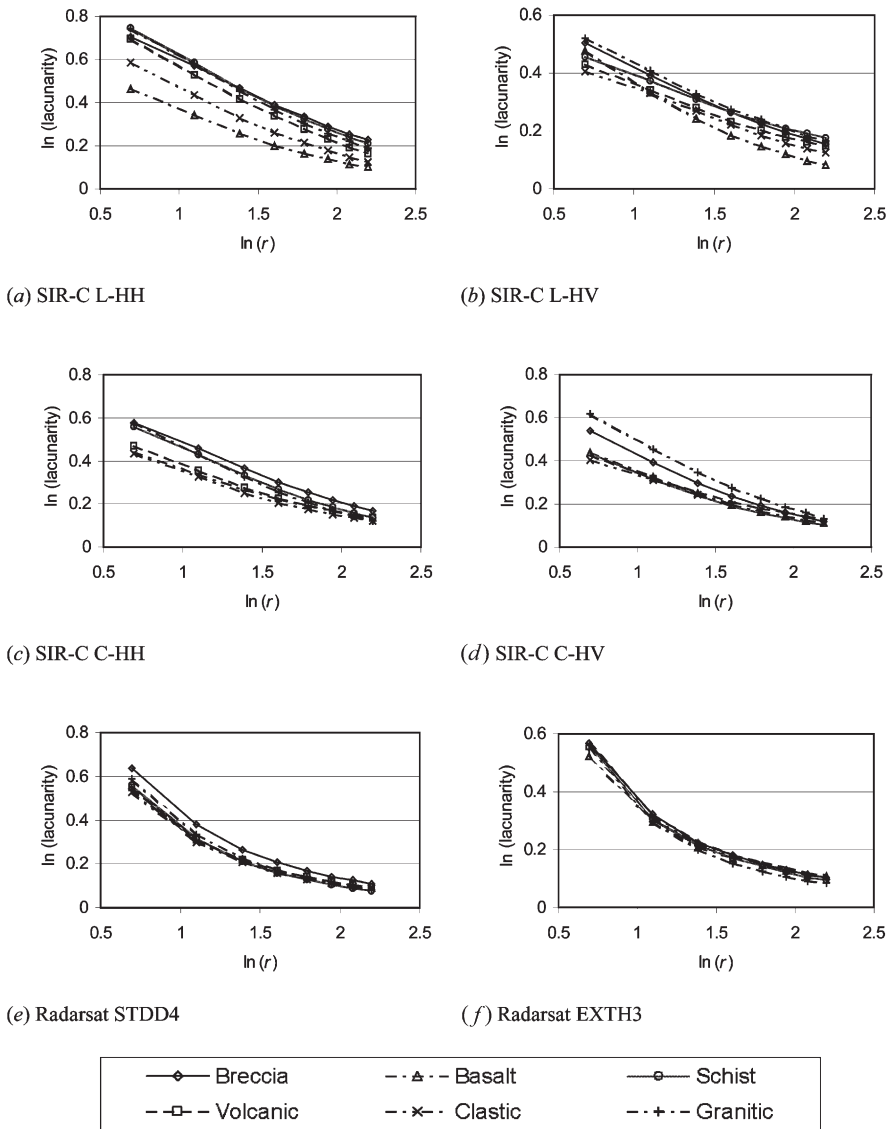 0.8
0.6
0.4
0.2
0
ln (lacunarity)
0.5 1 1.5 2 2.5
ln (r)
(a) SIR-C L-HH
0.6
0.4
0.2
0
ln (lacunarity)
0.5 1 1.5 2 2.5
ln (r)
(b) SIR-C L-HV
0.8
0.6
0.4
0.2
0
ln (lacunarity)
0.5 1 1.5 2 2.5
ln (r)
(c) SIR-C C-HH
0.8
0.6
0.4
0.2
0
ln (lacunarity)
0.5 1 1.5 2 2.5
ln (r)
(d) SIR-C C-HV
0.8
0.6
0.4
0.2
0
ln (lacunarity)
0.5 1 1.5 2 2.5
ln (r)
(e) Radarsat STDD4
0.6
0.4
0.2
0
ln (lacunarity)
0.5 1 1.5 2 2.5
ln (r)
(f) Radarsat EXTH3
Breccia Basalt Schist
Volcanic Clastic Granitic